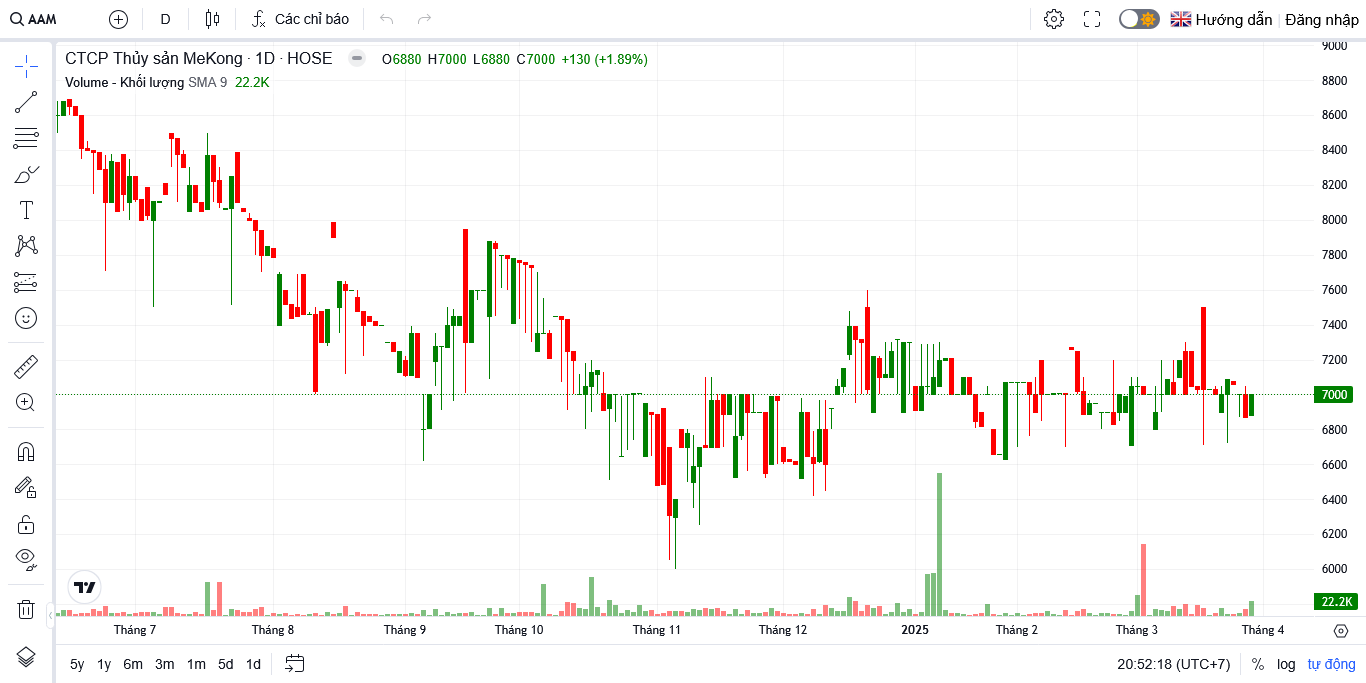 AAM D Các chỉ báo Hướng dẫn Đăng nhập
CTCP Thủy sản MeKong · 1D · HOSE O6880 H7000 L6880 C7000 +130 (+1.89%)
Volume - Khối lượng SMA 9 22.2K
9000
8800
8600
8400
8200
8000
7800
7600
7400
7200
7000
6800
6600
6400
6200
6000
22.2K
Tháng 7 Tháng 8 Tháng 9 Tháng 10 Tháng 11 Tháng 12 2025 Tháng 2 Tháng 3 Tháng 4
5y 1y 6m 3m 1m 5d 1d 20:52:18 (UTC+7) % log tự động